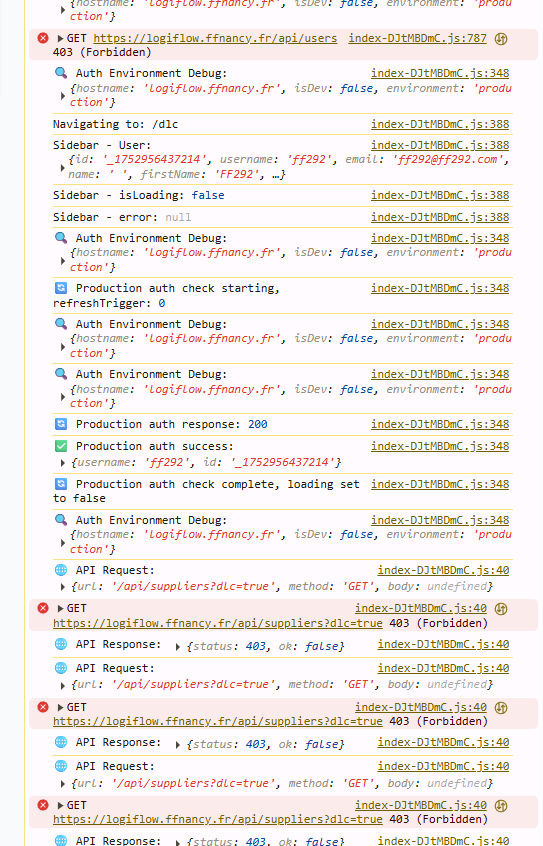 {hostname: 'logiflow.ffnancy.fr', isDev: false, environment: 'produ
ction'}
GET https://logiflow.ffnancy.fr/api/users index-DJtMBDmC.js:787
403 (Forbidden)
Auth Environment Debug: index-DJtMBDmC.js:348
{hostname: 'logiflow.ffnancy.fr', isDev: false, environment: 'produ
ction'}
Navigating to: /dlc index-DJtMBDmC.js:388
Sidebar - User: index-DJtMBDmC.js:388
{id: '_1752956437214', username: 'ff292', email: 'ff292@ff292.com',
name: ' ', firstName: 'FF292', …}
Sidebar - isLoading: false index-DJtMBDmC.js:388
Sidebar - error: null index-DJtMBDmC.js:388
Auth Environment Debug: index-DJtMBDmC.js:348
{hostname: 'logiflow.ffnancy.fr', isDev: false, environment: 'produ
ction'}
Production auth check starting, index-DJtMBDmC.js:348
refreshTrigger: 0
Auth Environment Debug: index-DJtMBDmC.js:348
{hostname: 'logiflow.ffnancy.fr', isDev: false, environment: 'produ
ction'}
Auth Environment Debug: index-DJtMBDmC.js:348
{hostname: 'logiflow.ffnancy.fr', isDev: false, environment: 'produ
ction'}
Production auth response: 200 index-DJtMBDmC.js:348
Production auth success: index-DJtMBDmC.js:348
{username: 'ff292', id: '_1752956437214'}
Production auth check complete, loading set index-DJtMBDmC.js:348
to false
Auth Environment Debug: index-DJtMBDmC.js:348
{hostname: 'logiflow.ffnancy.fr', isDev: false, environment: 'produ
ction'}
API Request: index-DJtMBDmC.js:40
{url: '/api/suppliers?dlc=true', method: 'GET', body: undefined}
GET index-DJtMBDmC.js:40
https://logiflow.ffnancy.fr/api/suppliers?dlc=true 403 (Forbidden)
API Response: {status: 403, ok: false} index-DJtMBDmC.js:40
API Request: index-DJtMBDmC.js:40
{url: '/api/suppliers?dlc=true', method: 'GET', body: undefined}
GET index-DJtMBDmC.js:40
https://logiflow.ffnancy.fr/api/suppliers?dlc=true 403 (Forbidden)
API Response: {status: 403, ok: false} index-DJtMBDmC.js:40
API Request: index-DJtMBDmC.js:40
{url: '/api/suppliers?dlc=true', method: 'GET', body: undefined}
GET index-DJtMBDmC.js:40
https://logiflow.ffnancy.fr/api/suppliers?dlc=true 403 (Forbidden)
API Response: {status: 403, ok: false} index-DJtMBDmC.js:40